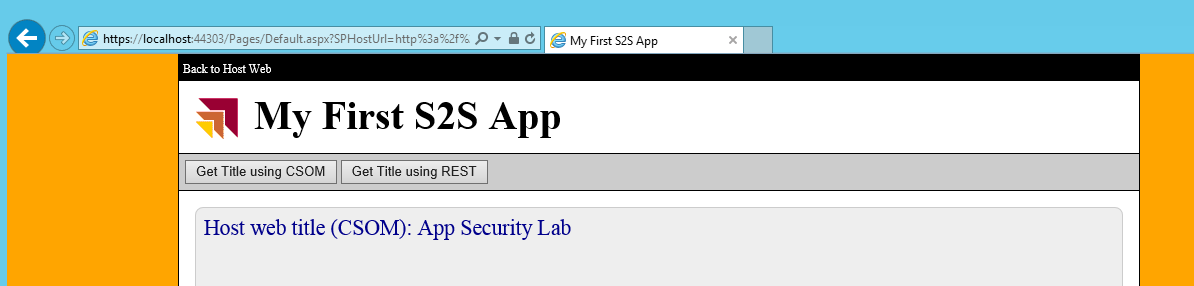 https://localhost:44303/Pages/Default.aspx?SPHostUrl=http%3a%2f%
My First S2S App
Back to Host Web
My First S2S App
Get Title using CSOM
Get Title using REST
Host web title (CSOM): App Security Lab